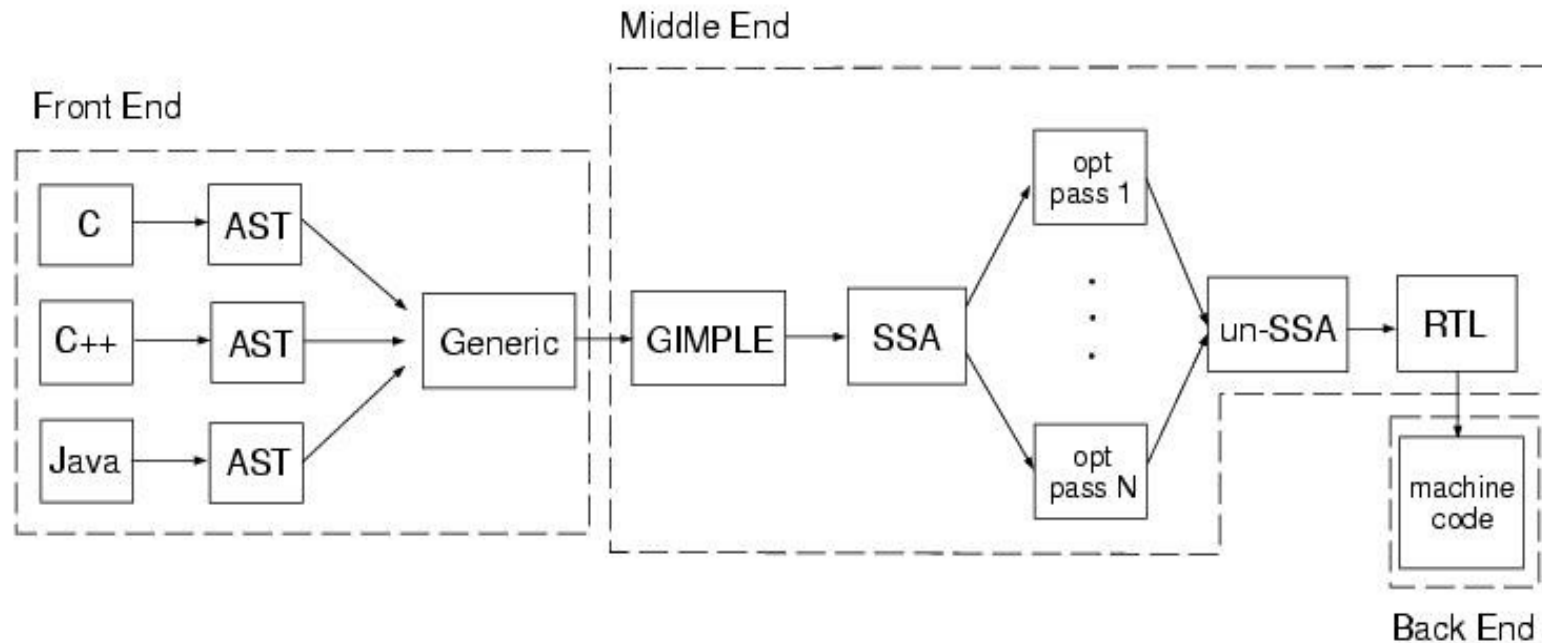 Middle End
Front End
C
AST
C++
AST
Java
AST
Generic
GIMPLE
SSA
opt
pass 1
opt
pass N
un-SSA
RTL
machine
code
Back End